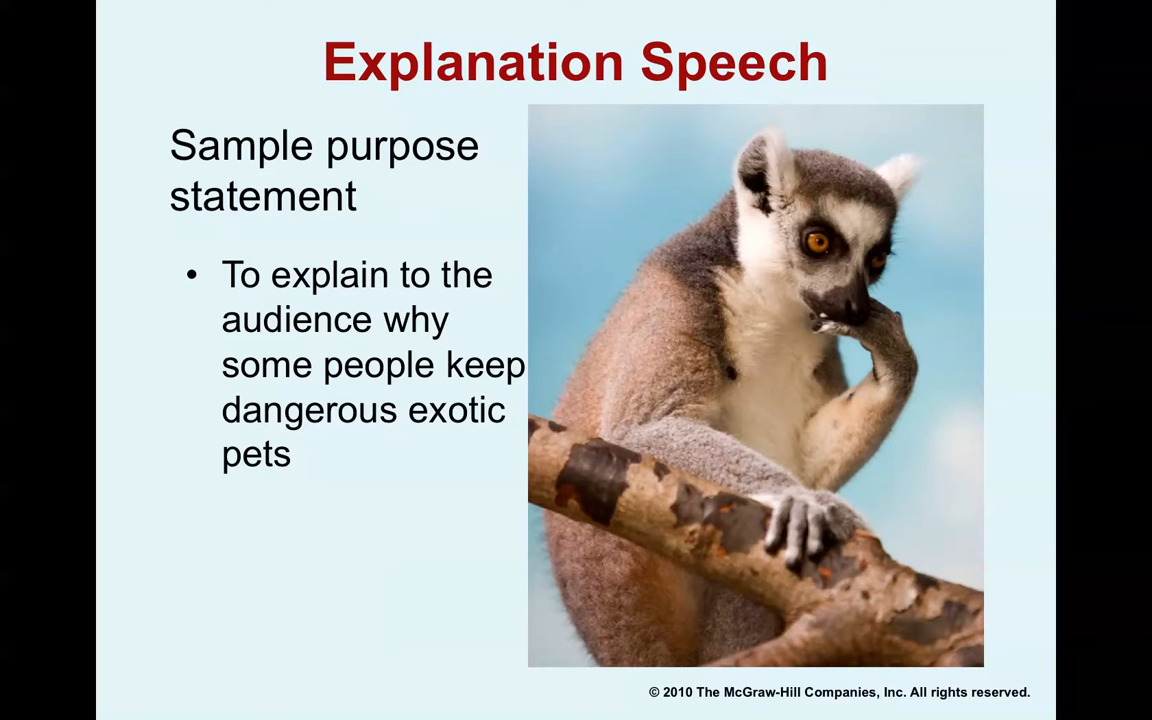 Explanation Speech
Sample purpose
statement
• To explain to the
audience why
some people keep
dangerous exotic
pets
© 2010 The McGraw-Hill Companies, Inc. All rights reserved.